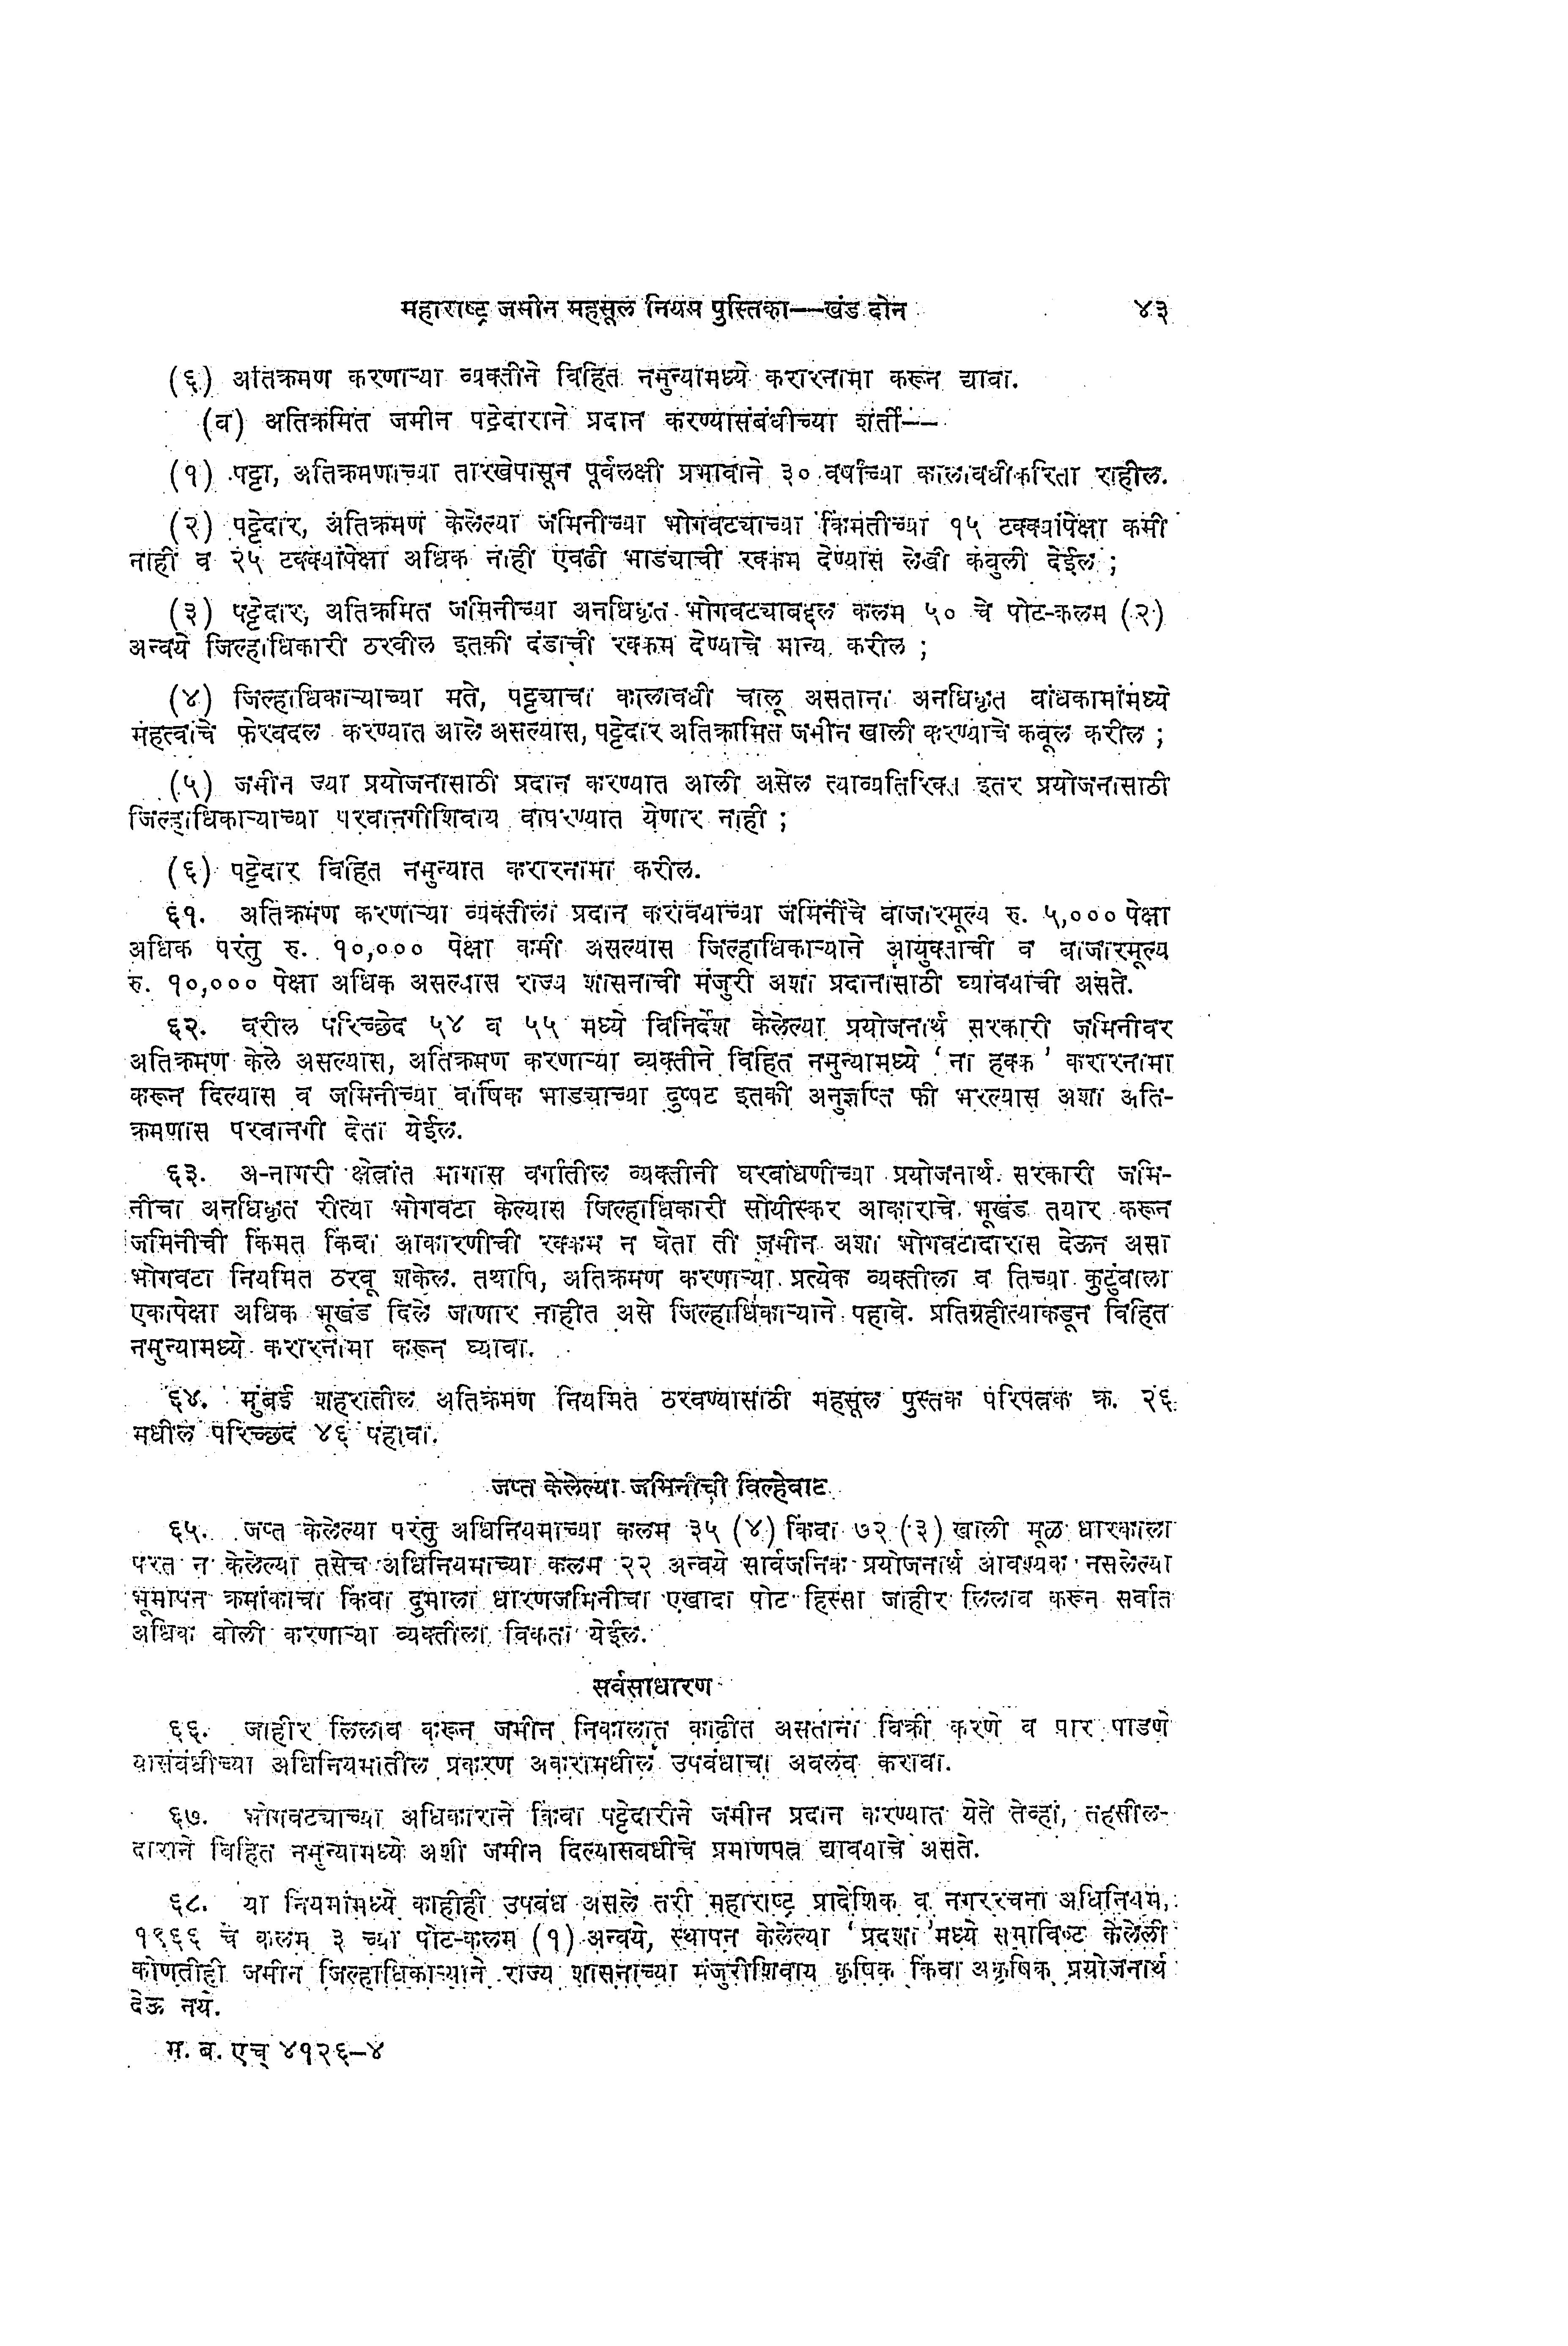 महाराष्ट्र जमीन महसूल नियम पुस्तिका——खंड दोन ४३
(६) अतिक्रमण करणाऱ्या व्यक्तीने विहित नमुन्यांमध्ये करारनामा करून द्यावा.
(ब) अतिक्रमित जमीन पट्टेदाराने प्रदान करण्यासंबंधीच्या शर्ती——
(१) पट्टा, अतिक्रमणाच्या तारखेपासून पूर्वलक्षी प्रभावाने ३० वर्षांच्या कालावधीकरिता राहील.
(२) पट्टेदार, अतिक्रमण केलेल्या जमिनीच्या भोगवट्याच्या किंमतीच्या १५ टक्क्यांपेक्षा कमी
नाही व २५ टक्क्यांपेक्षा अधिक नाही एवढी भाड्याची रक्कम देण्यास लेखी कबुली देईल ;
(३) पट्टेदार, अतिक्रमित जमिनीच्या अनधिकृत भोगवट्याबद्दल कलम ५० चे पोट-कलम (२)
अन्वये जिल्हाधिकारी ठरवील इतकी दंडाची रक्कम देण्याचे मान्य करील ;
(४) जिल्हाधिकाऱ्याच्या मते, पट्ट्याचा कालावधी चालू असताना अनधिकृत बांधकामांमध्ये
महत्वाचे फेरबदल करण्यात आले असल्यास, पट्टेदार अतिक्रामित जमीन खाली करण्याचे कबूल करील ;
(५) जमीन ज्या प्रयोजनासाठी प्रदान करण्यात आली असेल त्याव्यतिरिक्त इतर प्रयोजनासाठी
जिल्हाधिकाऱ्याच्या परवानगीशिवाय वापरण्यात येणार नाही ;
(६) पट्टेदार विहित नमुन्यात करारनामा करील.
६१. अतिक्रमण करणाऱ्या व्यक्तीला प्रदान करावयाच्या जमिनीचे बाजारमूल्य रु. ५,००० पेक्षा
अधिक परंतु रु. १०,००० पेक्षा कमी असल्यास जिल्हाधिकाऱ्याने आयुक्ताची व बाजारमूल्य
रु. १०,००० पेक्षा अधिक असल्यास राज्य शासनाची मंजुरी अशा प्रदानासाठी घ्यावयाची असते.
६२. वरील परिच्छेद ५४ व ५५ मध्ये विनिर्देश केलेल्या प्रयोजनार्थ सरकारी जमिनीवर
अतिक्रमण केले असल्यास, अतिक्रमण करणाऱ्या व्यक्तीने विहित नमुन्यामध्ये ‘ना हक्क’ करारनामा
करून दिल्यास व जमिनीच्या वार्षिक भाड्याच्या दुप्पट इतकी अनुज्ञप्ति फी भरल्यास अशा अति-
क्रमणास परवानगी देता येईल.
६३. अ-नागरी क्षेत्रांत मागास वर्गातील व्यक्तींनी घरबांधणीच्या प्रयोजनार्थ सरकारी जमि-
नीचा अनधिकृत रीत्या भोगवटा केल्यास जिल्हाधिकारी सोयीस्कर आकाराचे भूखंड तयार करून
जमिनीची किंमत किंवा आकारणीची रक्कम न घेता ती जमीन अशा भोगवटादारास देऊन असा
भोगवटा नियमित ठरवू शकेल. तथापि, अतिक्रमण करणाऱ्या प्रत्येक व्यक्तीला व तिच्या कुटुंबाला
एकापेक्षा अधिक भूखंड दिले जाणार नाहीत असे जिल्हाधिकाऱ्याने पहावे. प्रतिग्रहीत्याकडून विहित
नमुन्यामध्ये करारनामा करून घ्यावा.
६४. मुंबई शहरातील अतिक्रमण नियमित ठरवण्यासाठी महसूल पुस्तक परिपत्रक क्र. २६
मधील परिच्छेद ४६ पहावा.
जप्त केलेल्या जमिनीची विल्हेवाट
६५. जप्त केलेल्या परंतु अधिनियमाच्या कलम ३५ (४) किंवा ७२ (३) खाली मूळ धारकाला
परत न केलेल्या तसेच अधिनियमाच्या कलम २२ अन्वये सार्वजनिक प्रयोजनार्थ आवश्यक नसलेल्या
भूमापन क्रमांकाचा किंवा दुमाला धारणजमिनीचा एखादा पोट हिस्सा जाहीर लिलाव करून सर्वात
अधिक बोली करणाऱ्या व्यक्तीला विकता येईल.
सर्वसाधारण
६६. जाहीर लिलाव करून जमीन निकालात काढीत असताना विक्री करणे व पार पाडणे
यासंबंधीच्या अधिनियमातील प्रकरण अकरामधील उपबंधाचा अवलंब करावा.
६७. भोगवट्याच्या अधिकाराने किंवा पट्टेदारीने जमीन प्रदान करण्यात येते तेव्हा, तहसील-
दाराने विहित नमुन्यामध्ये अशी जमीन दिल्यासंबधीचे प्रमाणपत्र द्यावयाचे असते.
६८. या नियमांमध्ये काहीही उपबंध असले तरी महाराष्ट्र प्रादेशिक व नगररचना अधिनियम,
१९६६ चे कलम ३ च्या पोट-कलम (१) अन्वये, स्थापन केलेल्या ‘प्रदेशा’ मध्ये समाविष्ट केलेली
कोणतीही जमीन जिल्हाधिकाऱ्याने राज्य शासनाच्या मंजुरीशिवाय कृषिक किंवा अकृषिक प्रयोजनार्थ
देऊ नये.
म. ब. एच् ४१२६—४